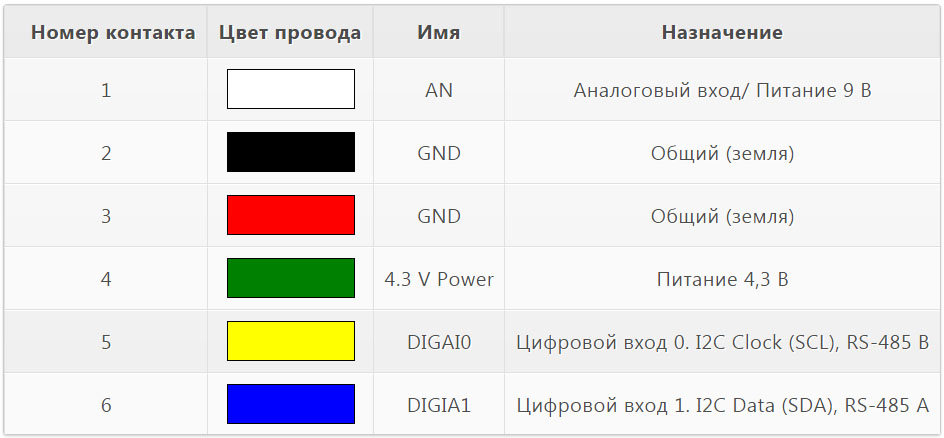 Номер контакта Цвет провода Имя Назначение
1 AN Аналоговый вход/ Питание 9 В
2 GND Общий (земля)
3 GND Общий (земля)
4 4.3 V Power Питание 4,3 В
5 DIGAI0 Цифровой вход 0. I2C Clock (SCL), RS-485 B
6 DIGIA1 Цифровой вход 1. I2C Data (SDA), RS-485 A